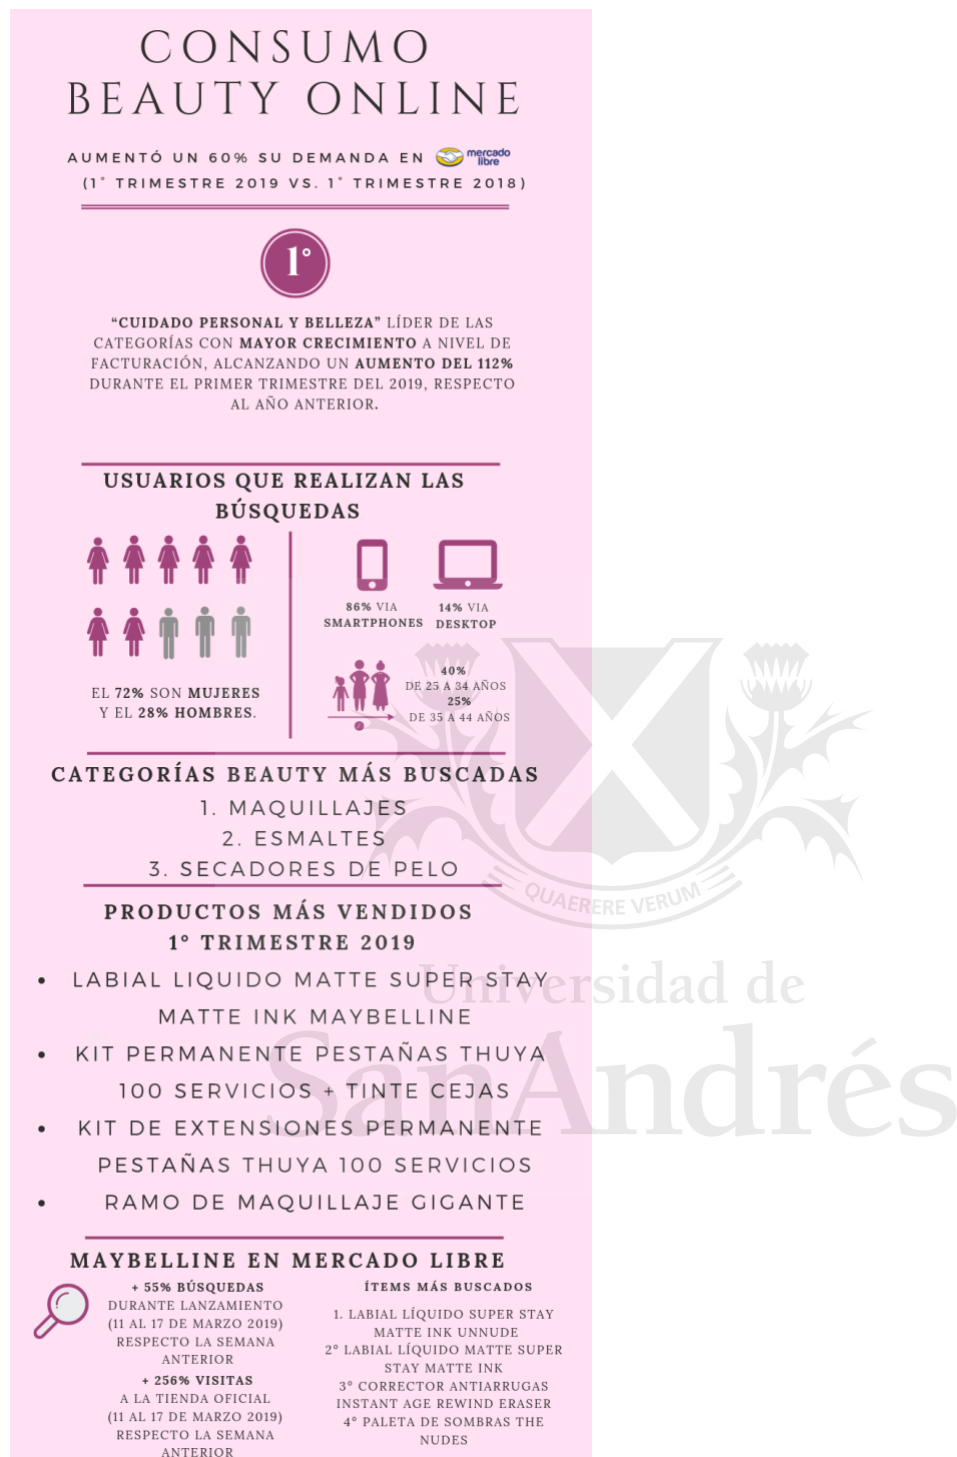 CONSUMO
BEAUTY ONLINE
AUMENTÓ UN 60% SU DEMANDA EN mercado libre
(1° TRIMESTRE 2019 VS. 1° TRIMESTRE 2018)
1°
“CUIDADO PERSONAL Y BELLEZA” LÍDER DE LAS
CATEGORÍAS CON MAYOR CRECIMIENTO A NIVEL DE
FACTURACIÓN, ALCANZANDO UN AUMENTO DEL 112%
DURANTE EL PRIMER TRIMESTRE DEL 2019, RESPECTO
AL AÑO ANTERIOR.
USUARIOS QUE REALIZAN LAS
BÚSQUEDAS
EL 72% SON MUJERES
Y EL 28% HOMBRES.
86% VIA
SMARTPHONES
14% VIA
DESKTOP
40%
DE 25 A 34 AÑOS
25%
DE 35 A 44 AÑOS
CATEGORÍAS BEAUTY MÁS BUSCADAS
1. MAQUILLAJES
2. ESMALTES
3. SECADORES DE PELO
PRODUCTOS MÁS VENDIDOS
1° TRIMESTRE 2019
• LABIAL LIQUIDO MATTE SUPER STAY
MATTE INK MAYBELLINE
• KIT PERMANENTE PESTAÑAS THUYA
100 SERVICIOS + TINTE CEJAS
• KIT DE EXTENSIONES PERMANENTE
PESTAÑAS THUYA 100 SERVICIOS
• RAMO DE MAQUILLAJE GIGANTE
MAYBELLINE EN MERCADO LIBRE
+ 55% BÚSQUEDAS
DURANTE LANZAMIENTO
(11 AL 17 DE MARZO 2019)
RESPECTO LA SEMANA
ANTERIOR
+ 256% VISITAS
A LA TIENDA OFICIAL
(11 AL 17 DE MARZO 2019)
RESPECTO LA SEMANA
ANTERIOR
ÍTEMS MÁS BUSCADOS
1. LABIAL LÍQUIDO SUPER STAY
MATTE INK UNNUDE
2° LABIAL LÍQUIDO MATTE SUPER
STAY MATTE INK
3° CORRECTOR ANTIARRUGAS
INSTANT AGE REWIND ERASER
4° PALETA DE SOMBRAS THE
NUDES
QUAERERE VERUM
Universidad de
SanAndrés